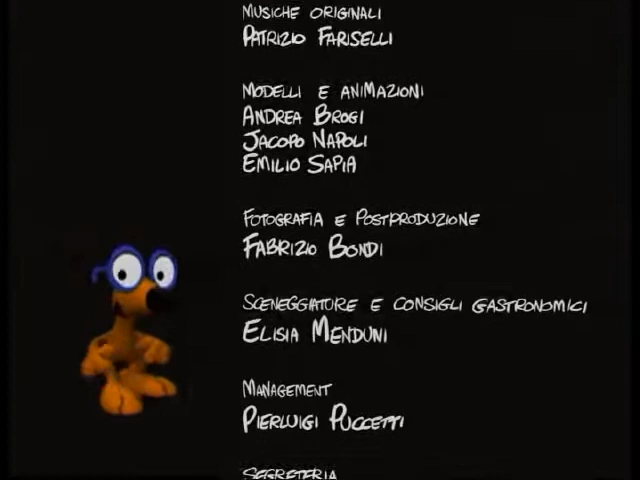 MUSICHE ORIGINALI
PATRIZIO FARISELLI
MODELLI E ANIMAZIONI
ANDREA BROGI
JACOPO NAPOLI
EMILIO SAPIA
FOTOGRAFIA E POSTPRODUZIONE
FABRIZIO BONDI
SCENEGGIATORE E CONSIGLI GASTRONOMICI
ELISIA MENDUNI
MANAGEMENT
PIERLUIGI PUCCETTI
SEGRETERIA